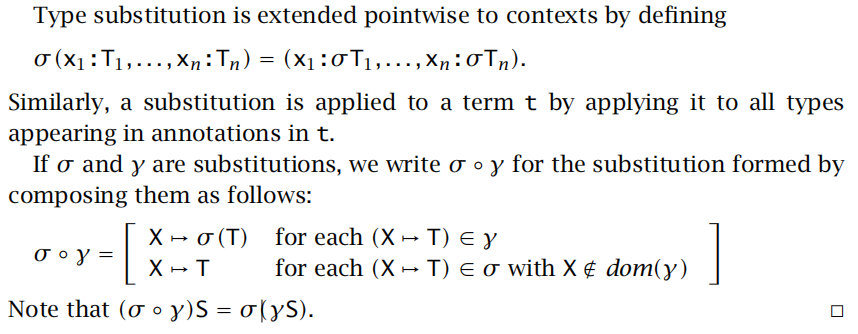 Type substitution is extended pointwise to contexts by defining
σ(x₁:T₁,...,xₙ:Tₙ) = (x₁:σT₁,...,xₙ:σTₙ).
Similarly, a substitution is applied to a term t by applying it to all types
appearing in annotations in t.
If σ and γ are substitutions, we write σ ∘ γ for the substitution formed by
composing them as follows:
σ ∘ γ = [ X ↦ σ(T) for each (X ↦ T) ∈ γ
X ↦ T for each (X ↦ T) ∈ σ with X ∉ dom(γ) ]
Note that (σ ∘ γ)S = σ(γS). □